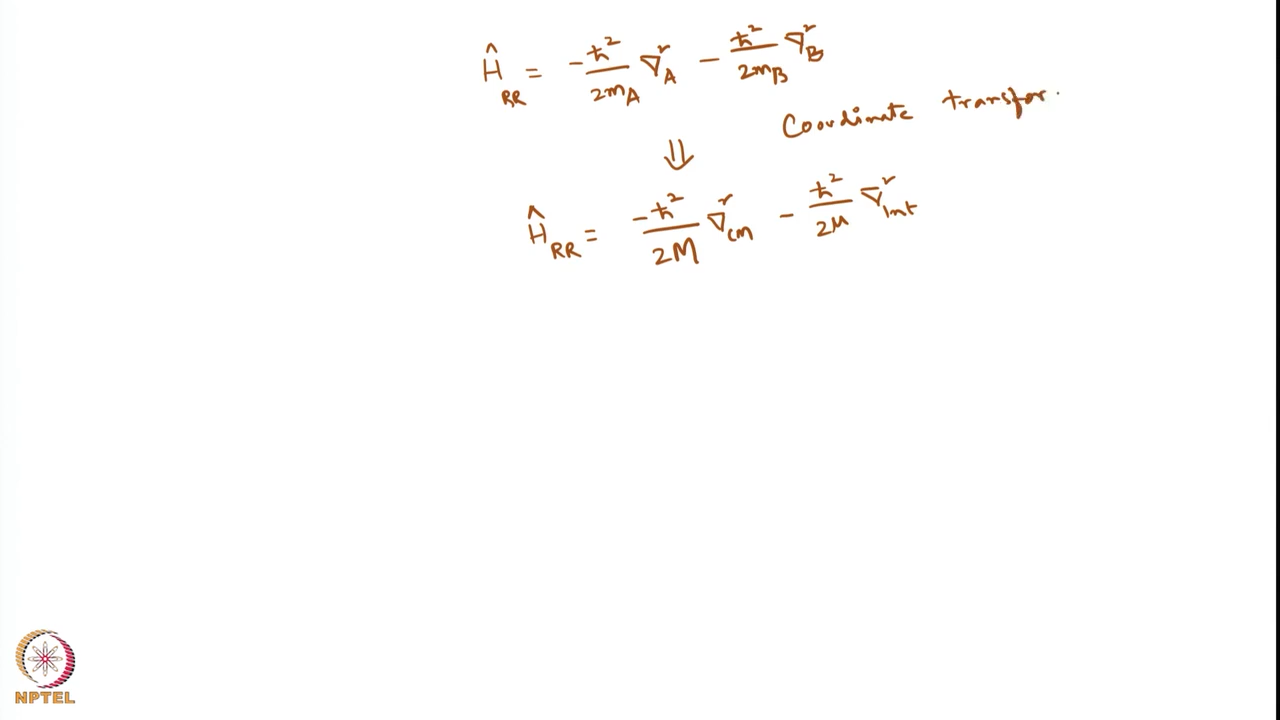 Ĥ_RR = -ħ²/2m_A ∇²_A - ħ²/2m_B ∇²_B
Coordinate transfor.
⇓
Ĥ_RR = -ħ²/2M ∇²_CM - ħ²/2μ ∇²_Int
NPTEL